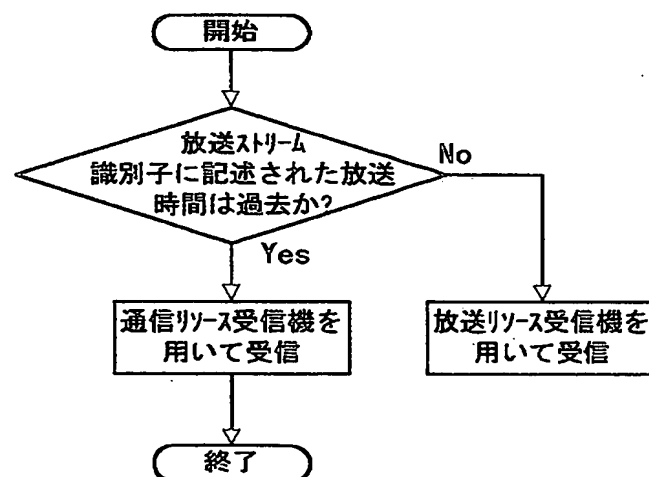 開始
放送ストリーム
識別子に記述された放送
時間は過去か?
No
Yes
通信リソース受信機を
用いて受信
放送リソース受信機を
用いて受信
終了